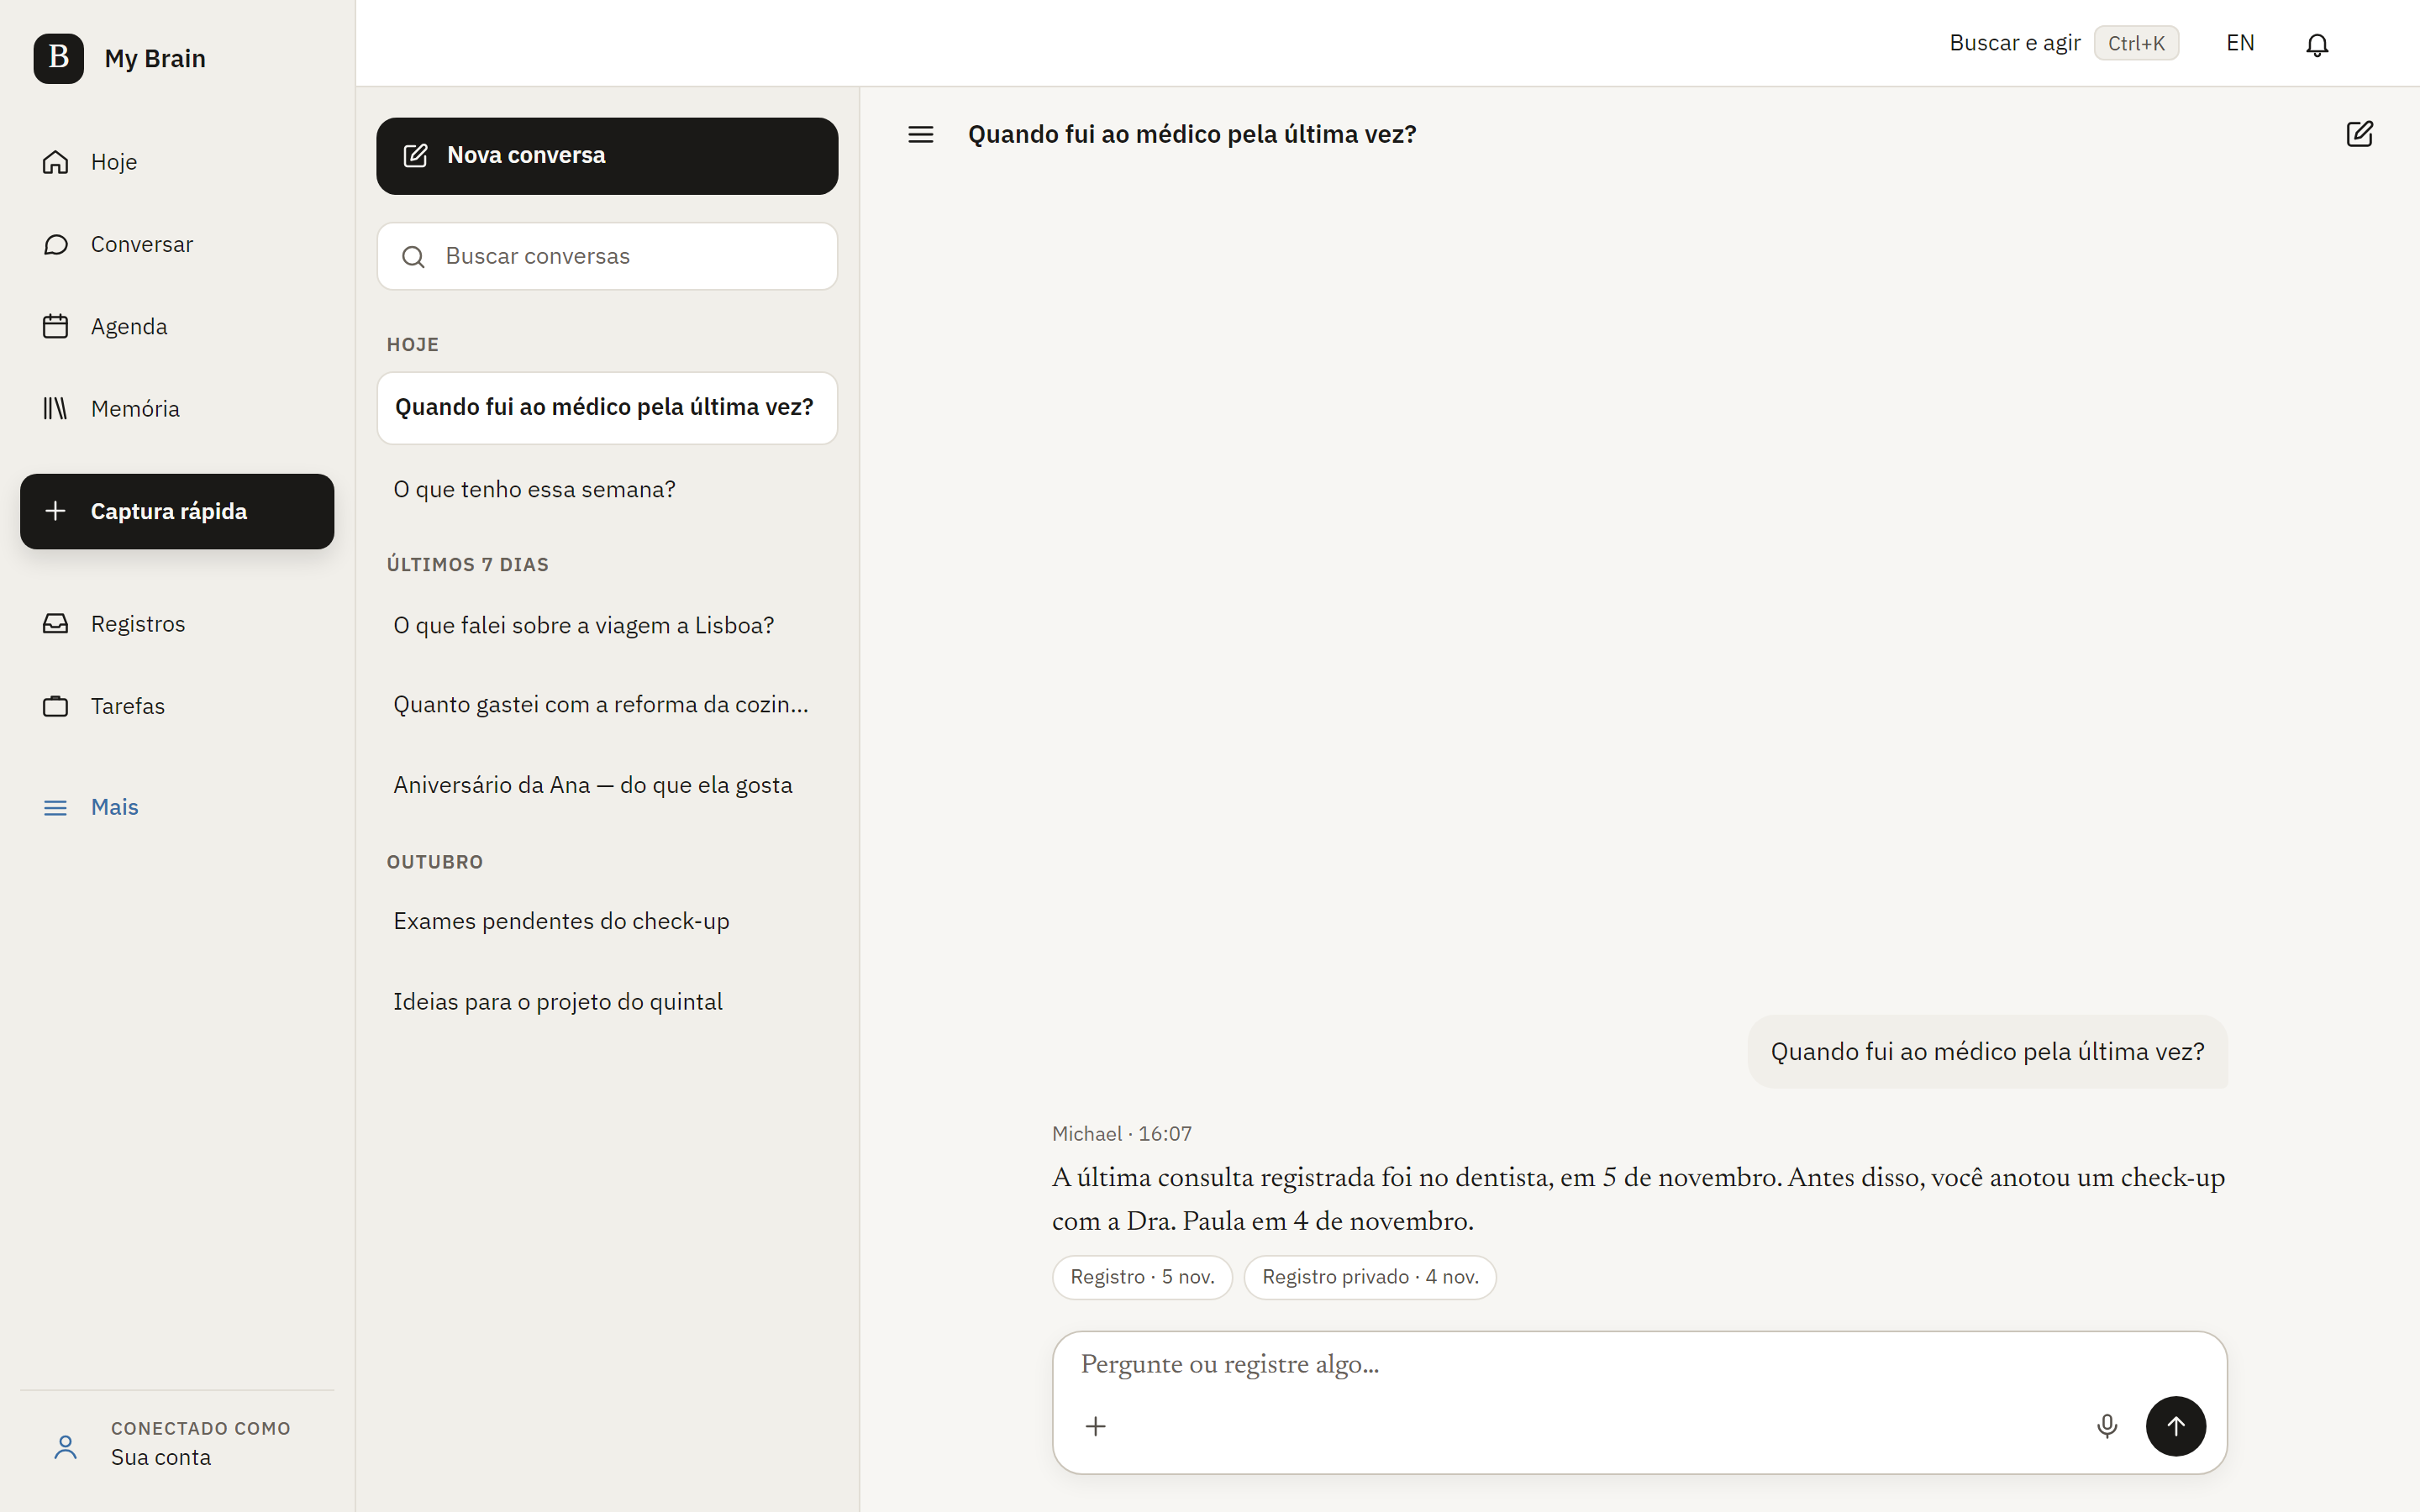 B My Brain
Hoje
Conversar
Agenda
Memória
Captura rápida
Registros
Tarefas
Mais
CONECTADO COMO
Sua conta
Buscar e agir Ctrl+K EN
Nova conversa
Buscar conversas
HOJE
Quando fui ao médico pela última vez?
O que tenho essa semana?
ÚLTIMOS 7 DIAS
O que falei sobre a viagem a Lisboa?
Quanto gastei com a reforma da cozin...
Aniversário da Ana — do que ela gosta
OUTUBRO
Exames pendentes do check-up
Ideias para o projeto do quintal
Quando fui ao médico pela última vez?
Quando fui ao médico pela última vez?
Michael · 16:07
A última consulta registrada foi no dentista, em 5 de novembro. Antes disso, você anotou um check-up
com a Dra. Paula em 4 de novembro.
Registro · 5 nov. Registro privado · 4 nov.
Pergunte ou registre algo...